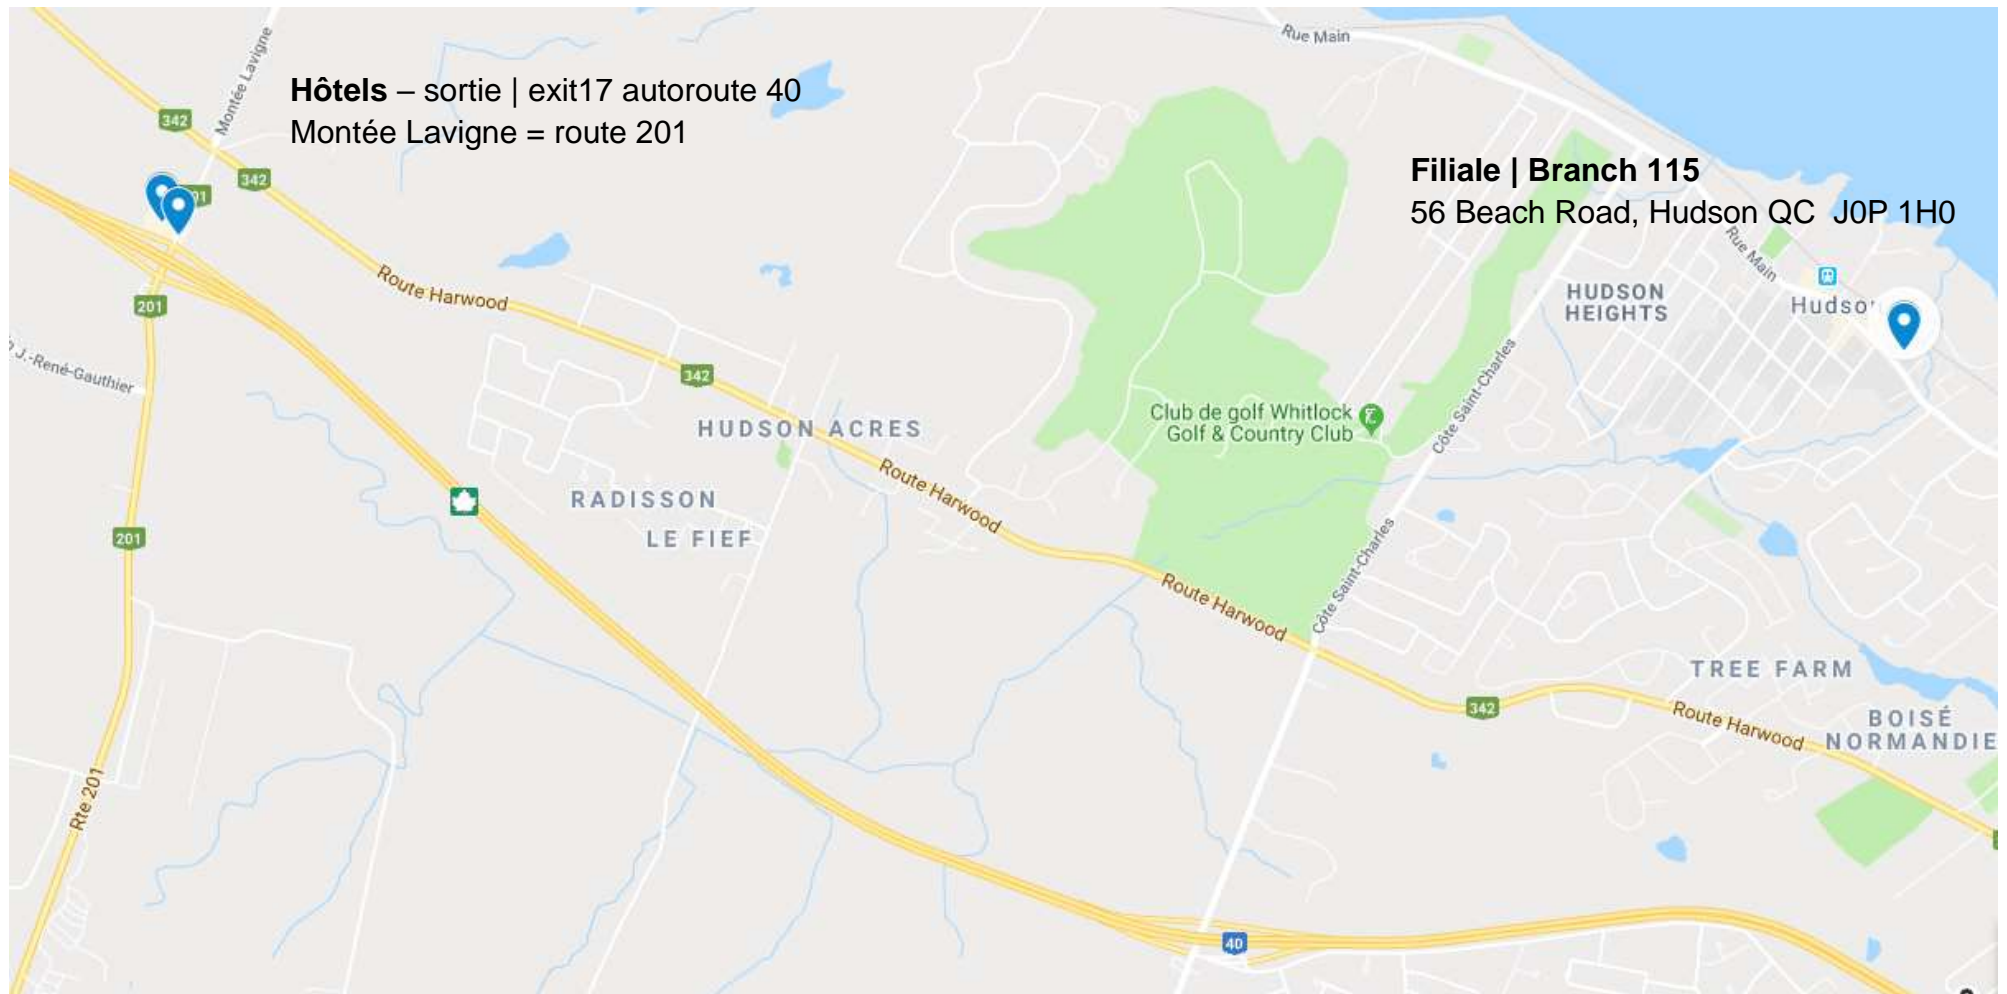 Rue Main
Montée Lavigne
Hôtels – sortie | exit17 autoroute 40
Montée Lavigne = route 201
342
342
Filiale | Branch 115
56 Beach Road, Hudson QC  J0P 1H0
Rue Main
201
Route Harwood
HUDSON
HEIGHTS
Hudson
J.-René-Gauthier
342
Côte Saint-Charles
Club de golf Whitlock
Golf & Country Club
HUDSON ACRES
Route Harwood
RADISSON
LE FIEF
201
Côte Saint-Charles
Route Harwood
TREE FARM
342
Route Harwood
BOISÉ
NORMANDIE
Rte 201
40